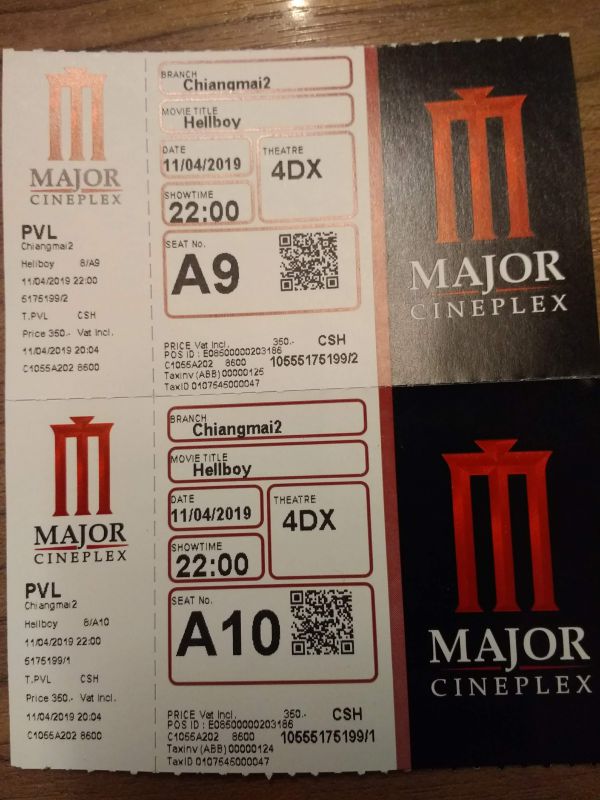 MAJOR
CINEPLEX
PVL
Chiangmai2
Hellboy 8/A9
11/04/2019 22:00
5175199/2
T.PVL CSH
Price 350.- Vat Incl.
11/04/2019 20:04
C1055A202 8600
BRANCH
Chiangmai2
MOVIE TITLE
Hellboy
DATE
11/04/2019
THEATRE
4DX
SHOWTIME
22:00
SEAT No.
A9
PRICE Vat Incl. 350.- CSH
POS ID : E08500000203186
C1055A202 8600 10555175199/2
Taxinv (ABB) 00000125
TaxID 0107545000047
MAJOR
CINEPLEX
MAJOR
CINEPLEX
PVL
Chiangmai2
Hellboy 8/A10
11/04/2019 22:00
5175199/1
T.PVL CSH
Price 350.- Vat Incl.
11/04/2019 20:04
C1055A202 8600
BRANCH
Chiangmai2
MOVIE TITLE
Hellboy
DATE
11/04/2019
THEATRE
4DX
SHOWTIME
22:00
SEAT No.
A10
PRICE Vat Incl. 350.- CSH
POS ID : E08500000203186
C1055A202 8600 10555175199/1
Taxinv (ABB) 00000124
TaxID 0107545000047
MAJOR
CINEPLEX